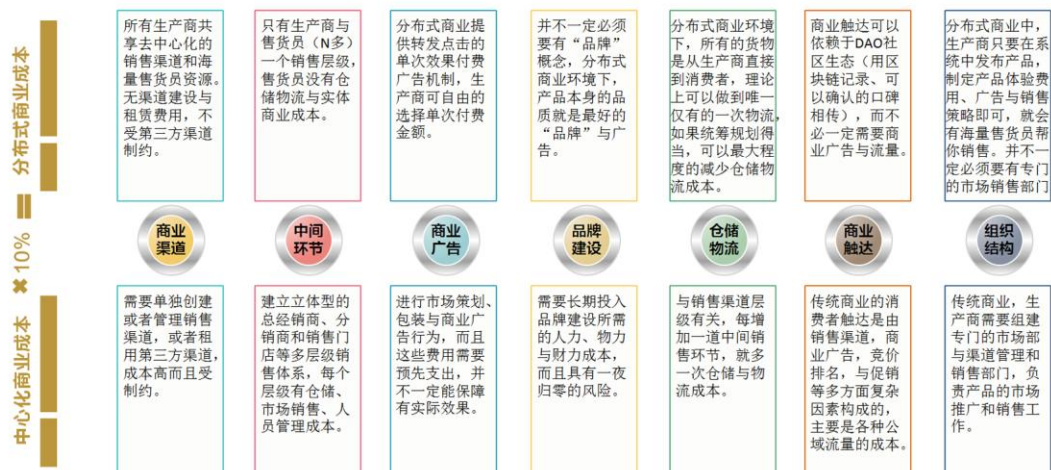 分布式商业成本
=
✖10%
中心化商业成本
所有生产商共
享去中心化的
销售渠道和海
量售货员资源。
无渠道建设与
租赁费用，不
受第三方渠道
制约。
只有生产商与
售货员（N多）
一个销售层级，
售货员没有仓
储物流与实体
商业成本。
分布式商业提
供转发点击的
单次效果付费
广告机制，生
产商可自由的
选择单次付费
金额。
并不一定必须
要有“品牌”
概念，分布式
商业环境下，
产品本身的品
质就是最好的
“品牌”与广
告。
分布式商业环境
下，所有的货物
是从生产商直接
到消费者，理论
上可以做到唯一
仅有的一次物流，
如果统筹规划得
当，可以最大程
度的减少仓储物
流成本。
商业触达可以
依赖于DAO社
区生态（用区
块链记录、可
以确认的口碑
相传），而不
必一定需要商
业广告与流量。
分布式商业中，
生产商只要在系
统中发布产品，
制定产品体验费
用、广告与销售
策略即可，就会
有海量售货员帮
你销售。并不一
定必须要有专门
的市场销售部门
商业
渠道
中间
环节
商业
广告
品牌
建设
仓储
物流
商业
触达
组织
结构
需要单独创建
或者管理销售
渠道，或者租
用第三方渠道，
成本高而且受
制约。
建立立体型的
总经销商、分
销商和销售门
店等多层级销
售体系，每个
层级有仓储、
市场销售、人
员管理成本。
进行市场策划、
包装与商业广
告行为，而且
这些费用需要
预先支出，并
不一定能保障
有实际效果。
需要长期投入
品牌建设所需
的人力、物力
与财力成本，
而且具有一夜
归零的风险。
与销售渠道层
级有关，每增
加一道中间销
售环节，就多
一次仓储与物
流成本。
传统商业的消
费者触达是由
销售渠道，商
业广告，竞价
排名，与促销
等多方面复杂
因素构成的，
主要是各种公
域流量的成本。
传统商业，生
产商需要组建
专门的市场部
与渠道管理和
销售部门，负
责产品的市场
推广和销售工
作。